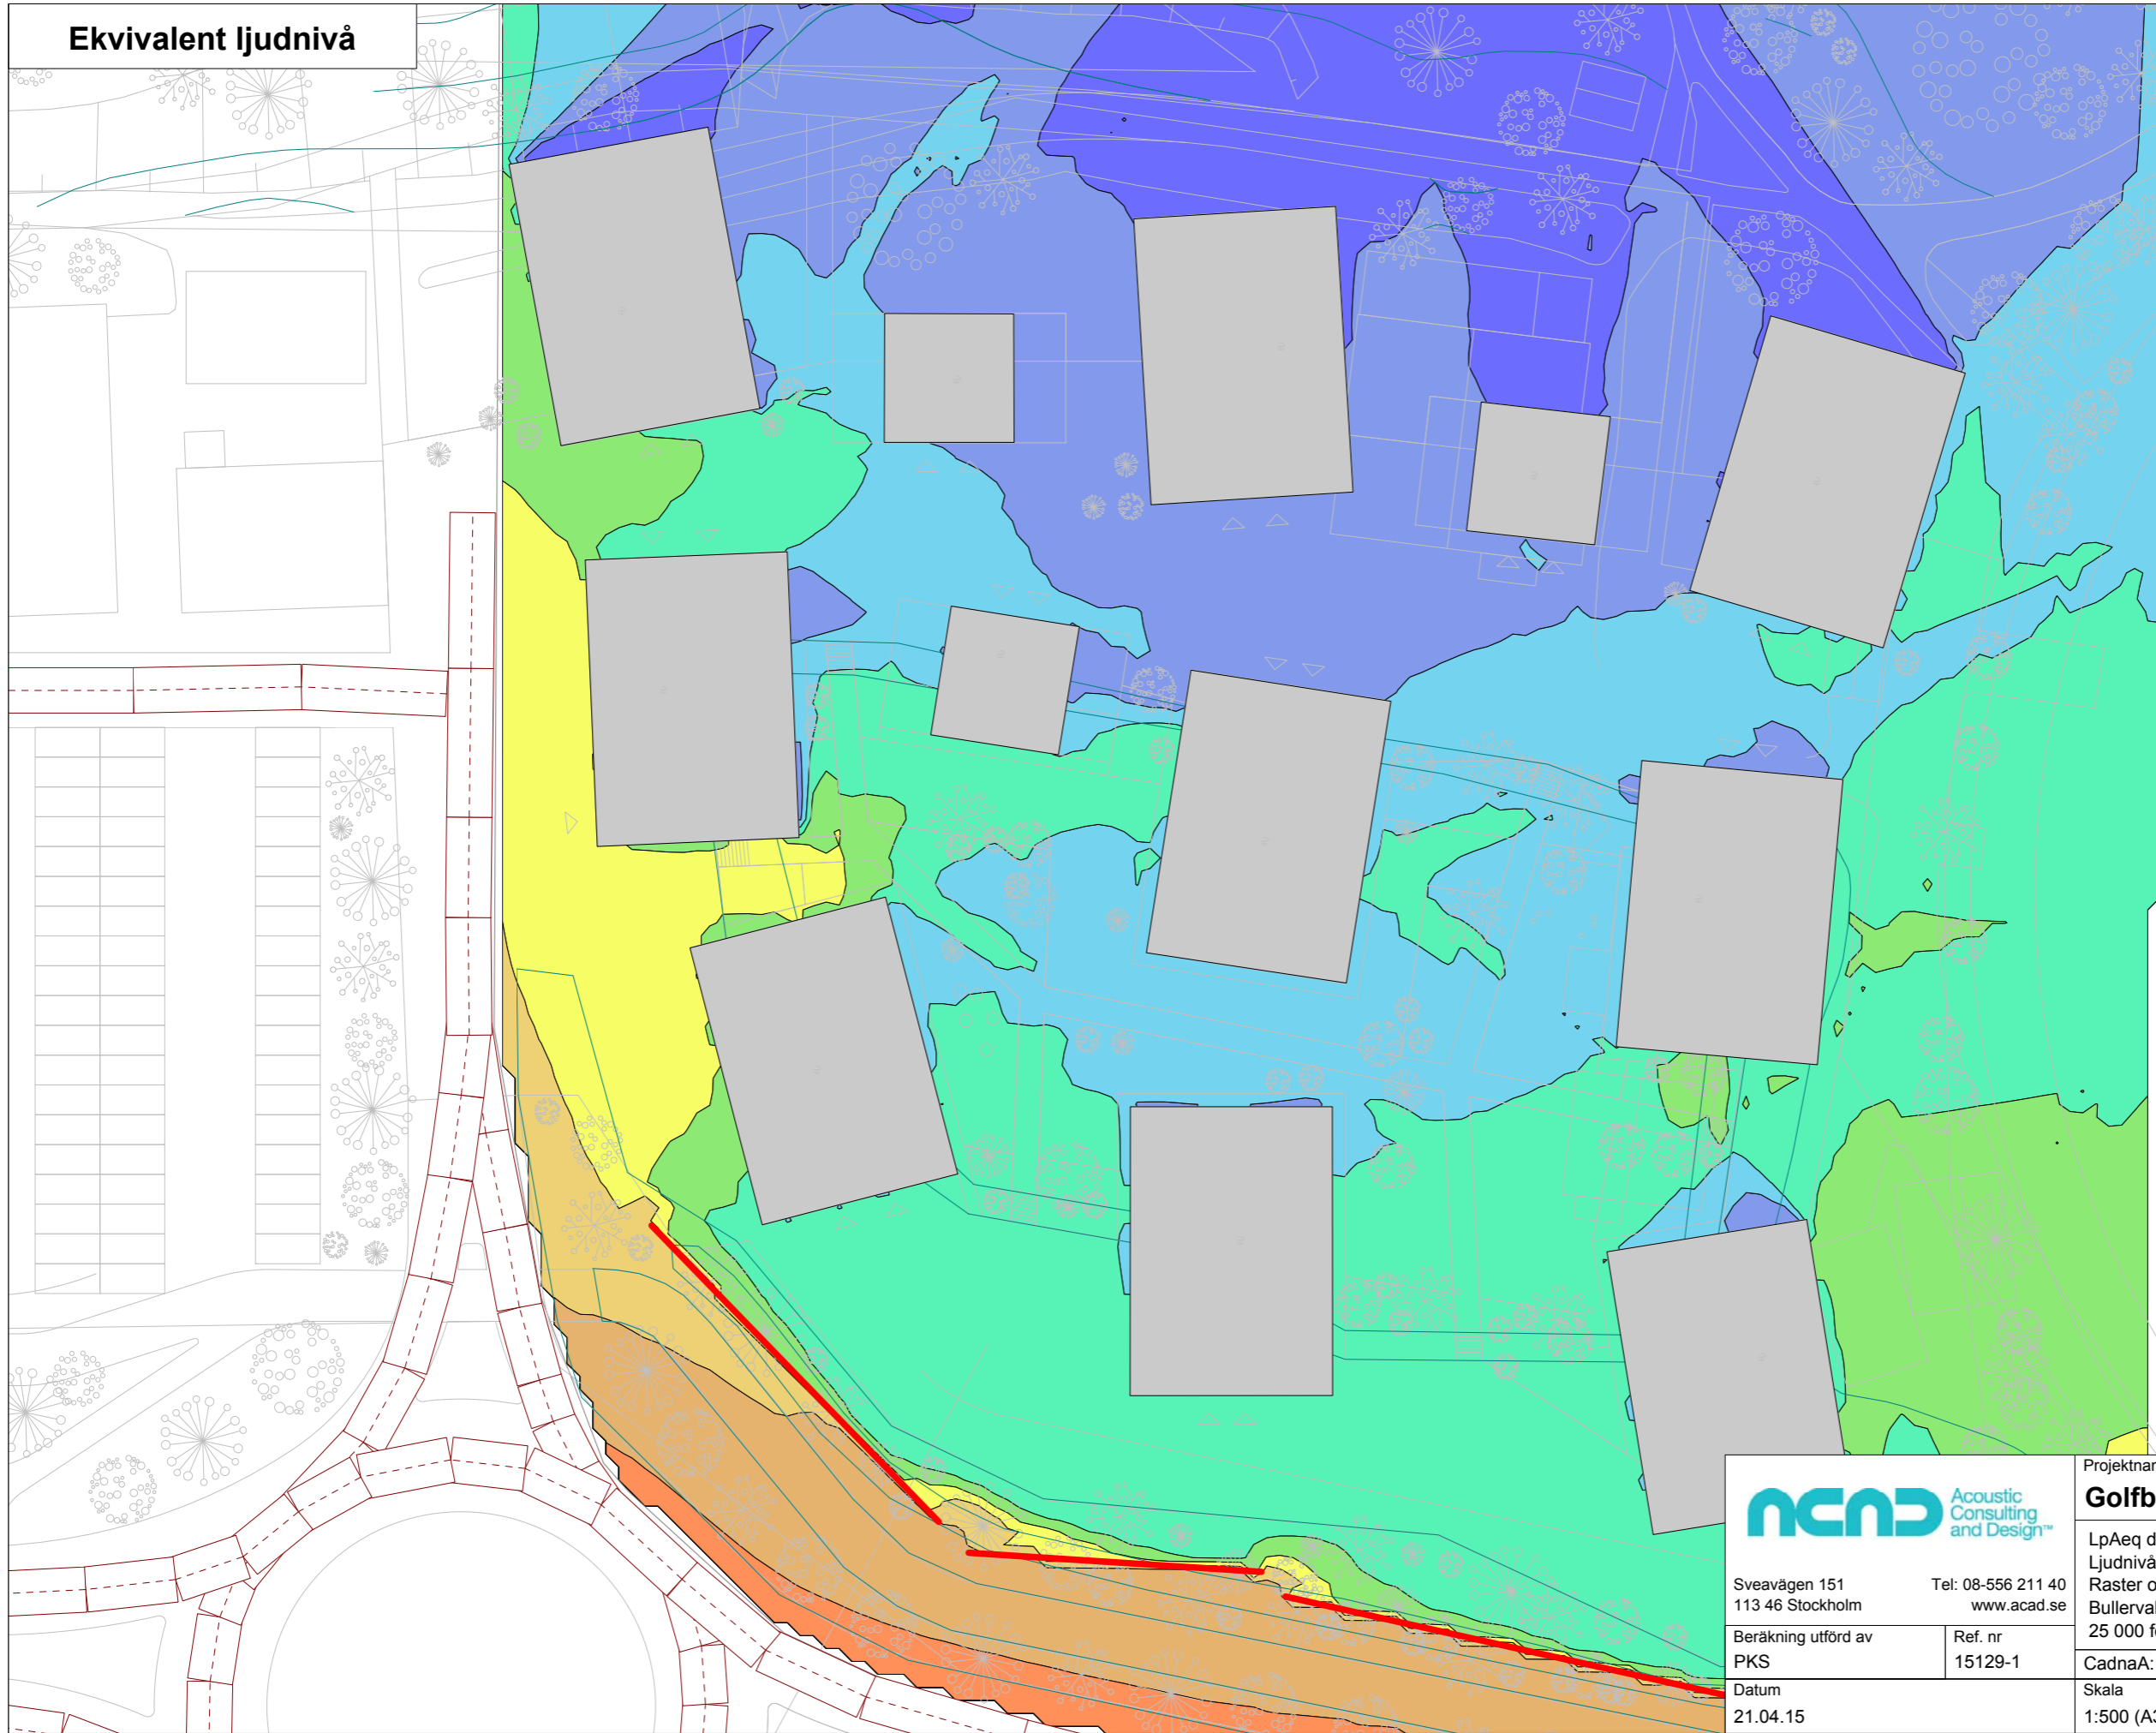 Ekvivalent ljudnivå
ACAD
Acoustic
Consulting
and Design™
Sveavägen 151
113 46 Stockholm
Tel: 08-556 211 40
www.acad.se
Beräkning utförd av
PKS
Ref. nr
15129-1
Datum
21.04.15
Projektnar
Golfb
LpAeq d
Ljudnivå
Raster o
Bullerval
25 000 f
CadnaA:
Skala
1:500 (A